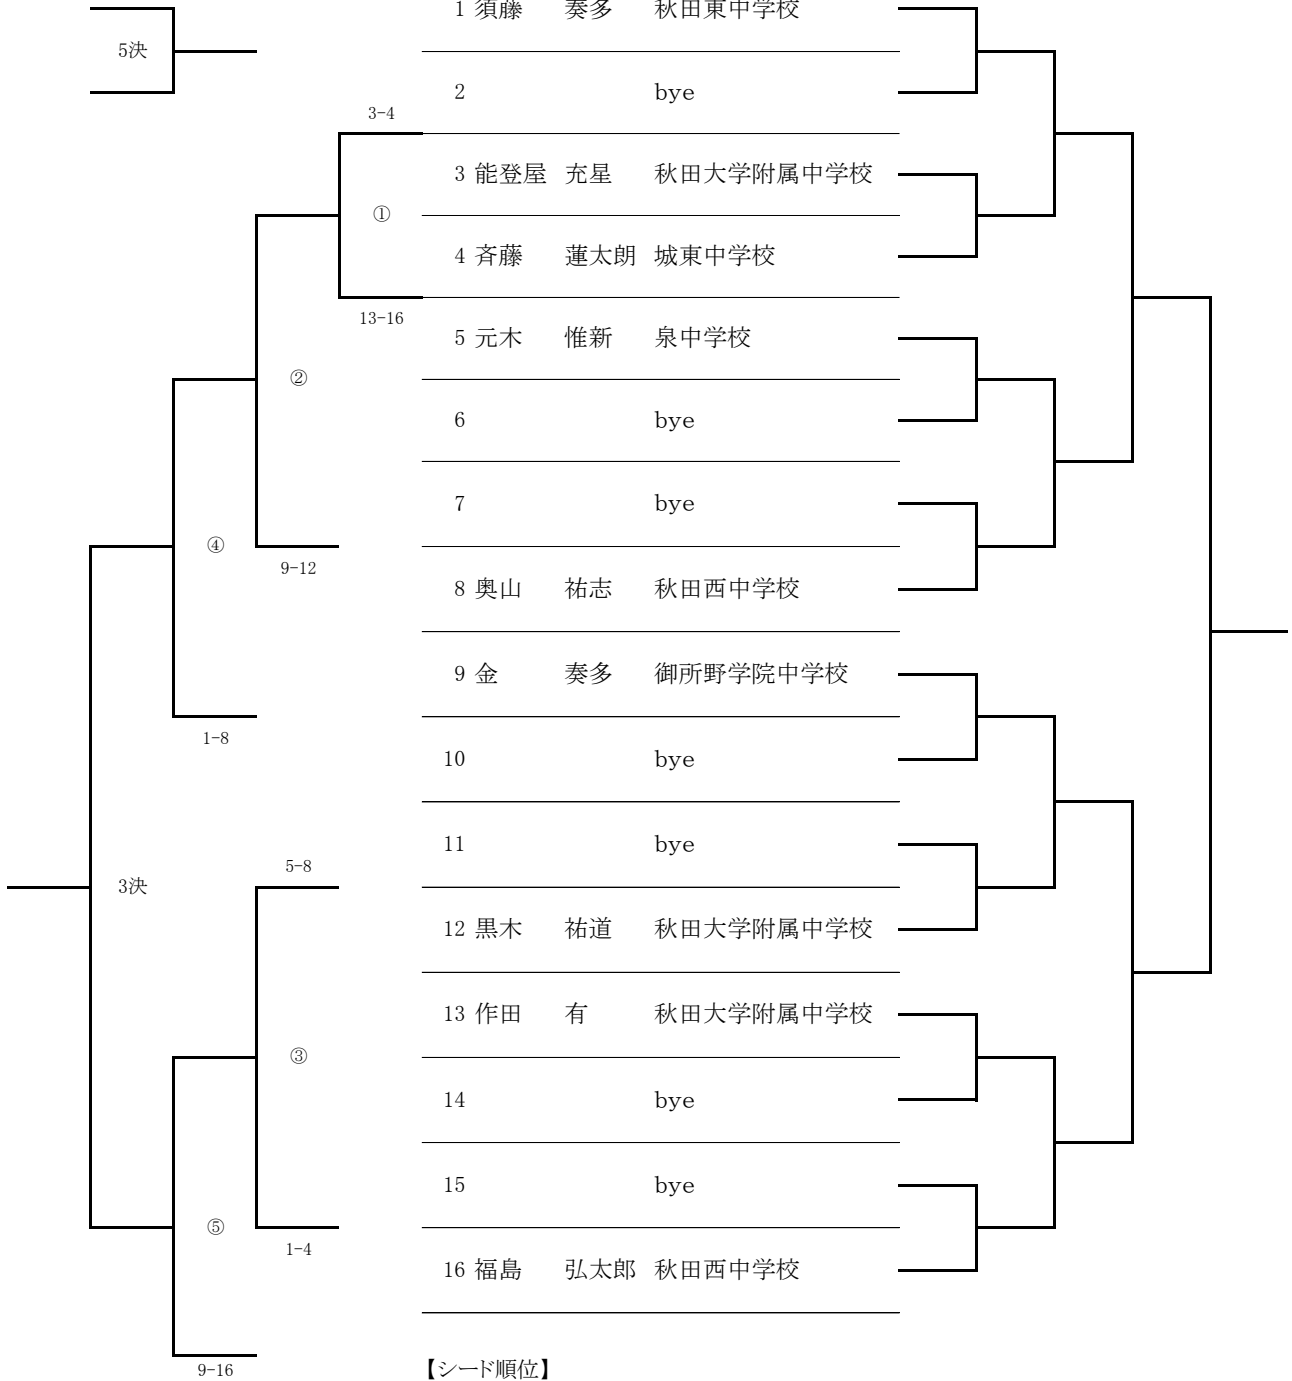 1 須藤 奏多 秋田東中学校
5決
2 bye
3-4
3 能登屋 充星 秋田大学附属中学校
①
4 斉藤 蓮太朗 城東中学校
13-16
5 元木 惟新 泉中学校
②
6 bye
7 bye
④
9-12
8 奥山 祐志 秋田西中学校
9 金 奏多 御所野学院中学校
1-8
10 bye
11 bye
5-8
3決
12 黒木 祐道 秋田大学附属中学校
13 作田 有 秋田大学附属中学校
③
14 bye
15 bye
⑤
1-4
16 福島 弘太郎 秋田西中学校
9-16
【シード順位】